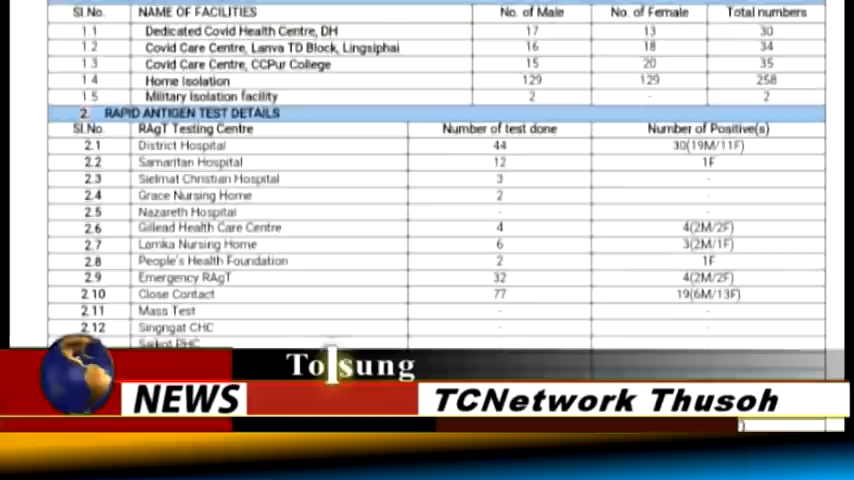 Sl.No. NAME OF FACILITIES No. of Male No. of Female Total numbers
1 1 Dedicated Covid Health Centre, DH 17 13 30
1 2 Covid Care Centre, Lanva TD Block, Lingsiphai 16 18 34
1 3 Covid Care Centre, CCPur College 15 20 35
1 4 Home Isolation 129 129 258
1 5 Military Isolation facility 2 - 2
2. RAPID ANTIGEN TEST DETAILS
Sl.No. RAgT Testing Centre Number of test done Number of Positive(s)
2.1 District Hospital 44 30(19M/11F)
2.2 Samaritan Hospital 12 1F
2.3 Sielmat Christian Hospital 3 -
2.4 Grace Nursing Home 2 -
2.5 Nazareth Hospital - -
2.6 Gilead Health Care Centre 4 4(2M/2F)
2.7 Lamka Nursing Home 6 3(2M/1F)
2.8 People's Health Foundation 2 1F
2.9 Emergency RAgT 32 4(2M/2F)
2.10 Close Contact 77 19(6M/13F)
2.11 Mass Test - -
2.12 Singngat CHC - -
Saikot PHC
Tolsung
NEWS TCNetwork Thusoh